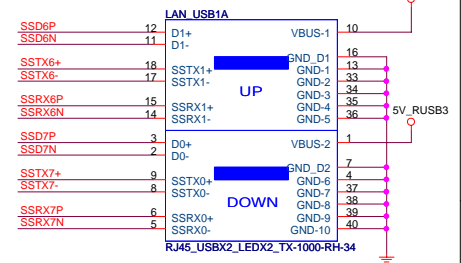 LAN_USB1A
SSD6P 12 D1+ VBUS-1 10
SSD6N 11 D1-
GND_D1 16
SSTX6+ 18 SSTX1+ GND-1 13
SSTX6- 17 SSTX1- GND-2 33
UP GND-3 34
SSRX6P 15 SSRX1+ GND-4 35
SSRX6N 14 SSRX1- GND-5 36
5V_RUSB3
SSD7P 3 D0+ VBUS-2 1
SSD7N 2 D0-
GND_D2 7
SSTX7+ 9 SSTX0+ GND-6 4
SSTX7- 8 SSTX0- GND-7 37
DOWN GND-8 38
SSRX7P 6 SSRX0+ GND-9 39
SSRX7N 5 SSRX0- GND-10 40
RJ45_USBX2_LEDX2_TX-1000-RH-34